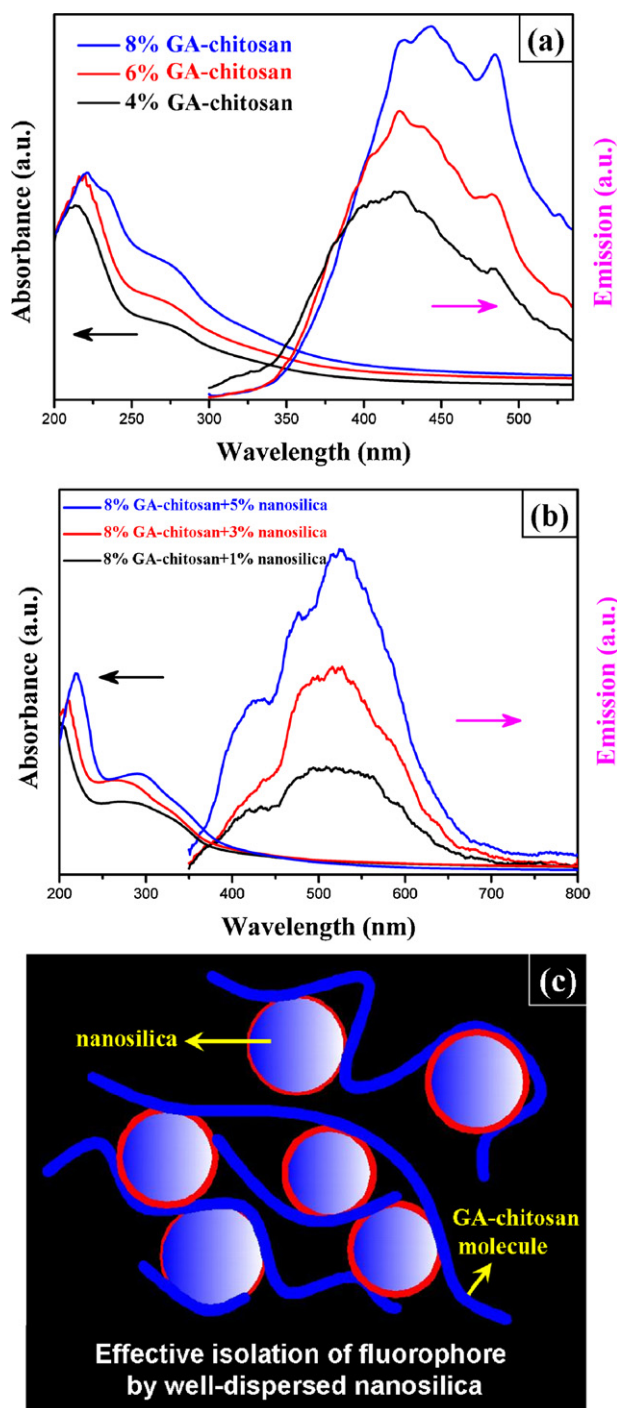 (a)
8% GA-chitosan
6% GA-chitosan
4% GA-chitosan
Absorbance (a.u.)
Emission (a.u.)
200 250 300 350 400 450 500
Wavelength (nm)
(b)
8% GA-chitosan+5% nanosilica
8% GA-chitosan+3% nanosilica
8% GA-chitosan+1% nanosilica
Absorbance (a.u.)
Emission (a.u.)
200 300 400 500 600 700 800
Wavelength (nm)
(c)
nanosilica
GA-chitosan
molecule
Effective isolation of fluorophore
by well-dispersed nanosilica